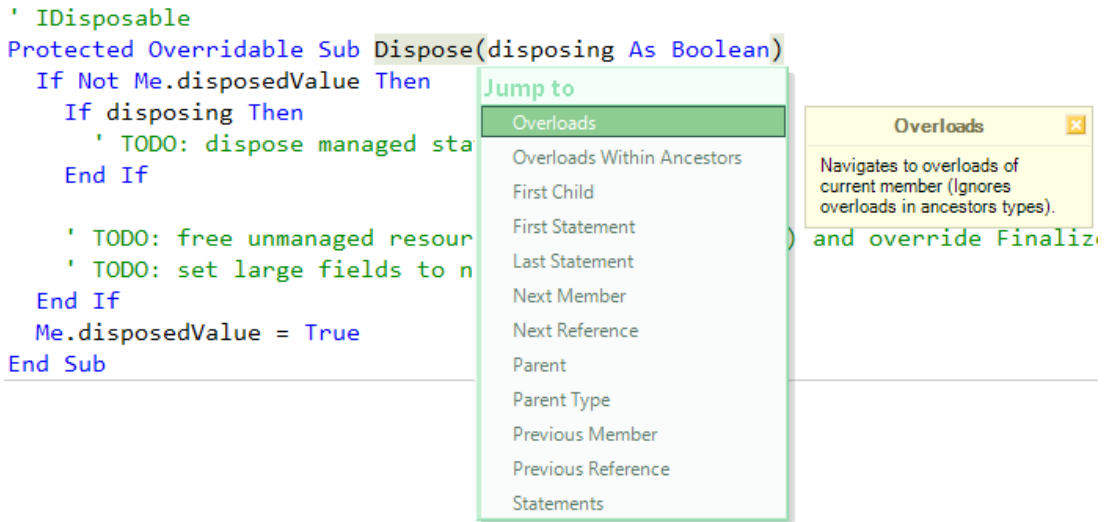 ' IDisposable
Protected Overridable Sub Dispose(disposing As Boolean)
If Not Me.disposedValue Then
If disposing Then
' TODO: dispose managed sta
End If
' TODO: free unmanaged resour ) and override Finalize
' TODO: set large fields to n
End If
Me.disposedValue = True
End Sub
Jump to
Overloads
Overloads Within Ancestors
First Child
First Statement
Last Statement
Next Member
Next Reference
Parent
Parent Type
Previous Member
Previous Reference
Statements
Overloads
Navigates to overloads of
current member (Ignores
overloads in ancestors types).